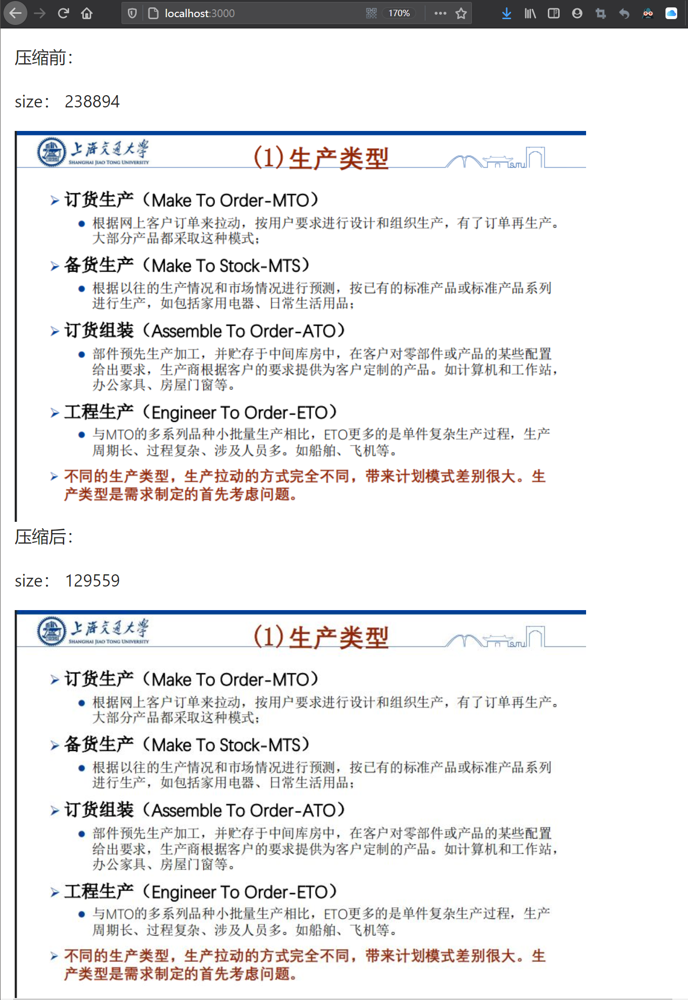 localhost:3000
170%
压缩前：
size： 238894
上海交通大学
SHANGHAI JIAO TONG UNIVERSITY
(1)生产类型
SJTU
订货生产（Make To Order-MTO）
根据网上客户订单来拉动，按用户要求进行设计和组织生产，有了订单再生产。
大部分产品都采取这种模式；
备货生产（Make To Stock-MTS）
根据以往的生产情况和市场情况进行预测，按已有的标准产品或标准产品系列
进行生产，如包括家用电器、日常生活用品；
订货组装（Assemble To Order-ATO）
部件预先生产加工，并贮存于中间库房中，在客户对零部件或产品的某些配置
给出要求，生产商根据客户的要求提供为客户定制的产品。如计算机和工作站，
办公家具、房屋门窗等。
工程生产（Engineer To Order-ETO）
与MTO的多系列品种小批量生产相比，ETO更多的是单件复杂生产过程，生产
周期长、过程复杂、涉及人员多。如船舶、飞机等。
不同的生产类型，生产拉动的方式完全不同，带来计划模式差别很大。生
产类型是需求制定的首先考虑问题。
压缩后：
size： 129559
上海交通大学
SHANGHAI JIAO TONG UNIVERSITY
(1)生产类型
SJTU
订货生产（Make To Order-MTO）
根据网上客户订单来拉动，按用户要求进行设计和组织生产，有了订单再生产。
大部分产品都采取这种模式；
备货生产（Make To Stock-MTS）
根据以往的生产情况和市场情况进行预测，按已有的标准产品或标准产品系列
进行生产，如包括家用电器、日常生活用品；
订货组装（Assemble To Order-ATO）
部件预先生产加工，并贮存于中间库房中，在客户对零部件或产品的某些配置
给出要求，生产商根据客户的要求提供为客户定制的产品。如计算机和工作站，
办公家具、房屋门窗等。
工程生产（Engineer To Order-ETO）
与MTO的多系列品种小批量生产相比，ETO更多的是单件复杂生产过程，生产
周期长、过程复杂、涉及人员多。如船舶、飞机等。
不同的生产类型，生产拉动的方式完全不同，带来计划模式差别很大。生
产类型是需求制定的首先考虑问题。